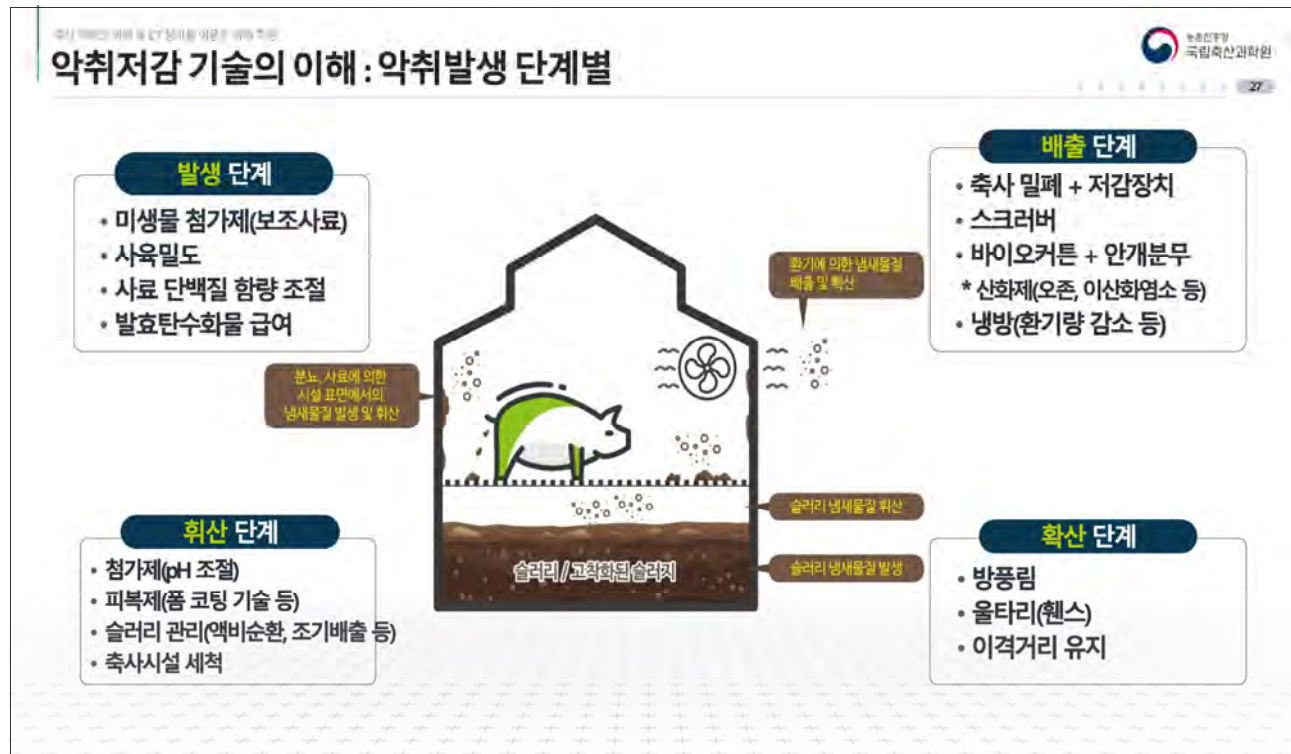 악취저감 기술의 이해 : 악취발생 단계별
농촌진흥청
국립축산과학원
27
발생 단계
• 미생물 첨가제(보조사료)
• 사육밀도
• 사료 단백질 함량 조절
• 발효탄수화물 급여
배출 단계
• 축사 밀폐 + 저감장치
• 스크러버
• 바이오커튼 + 안개분무
* 산화제(오존, 이산화염소 등)
• 냉방(환기량 감소 등)
환기에 의한 냄새물질
배출 및 확산
분뇨, 사료에 의한
시설 표면에서의
냄새물질 발생 및 휘산
슬러리 냄새물질 휘산
슬러리 / 고착화된 슬러지
슬러리 냄새물질 발생
휘산 단계
• 첨가제(pH 조절)
• 피복제(폼 코팅 기술 등)
• 슬러리 관리(액비순환, 조기배출 등)
• 축사시설 세척
확산 단계
• 방풍림
• 울타리(휀스)
• 이격거리 유지